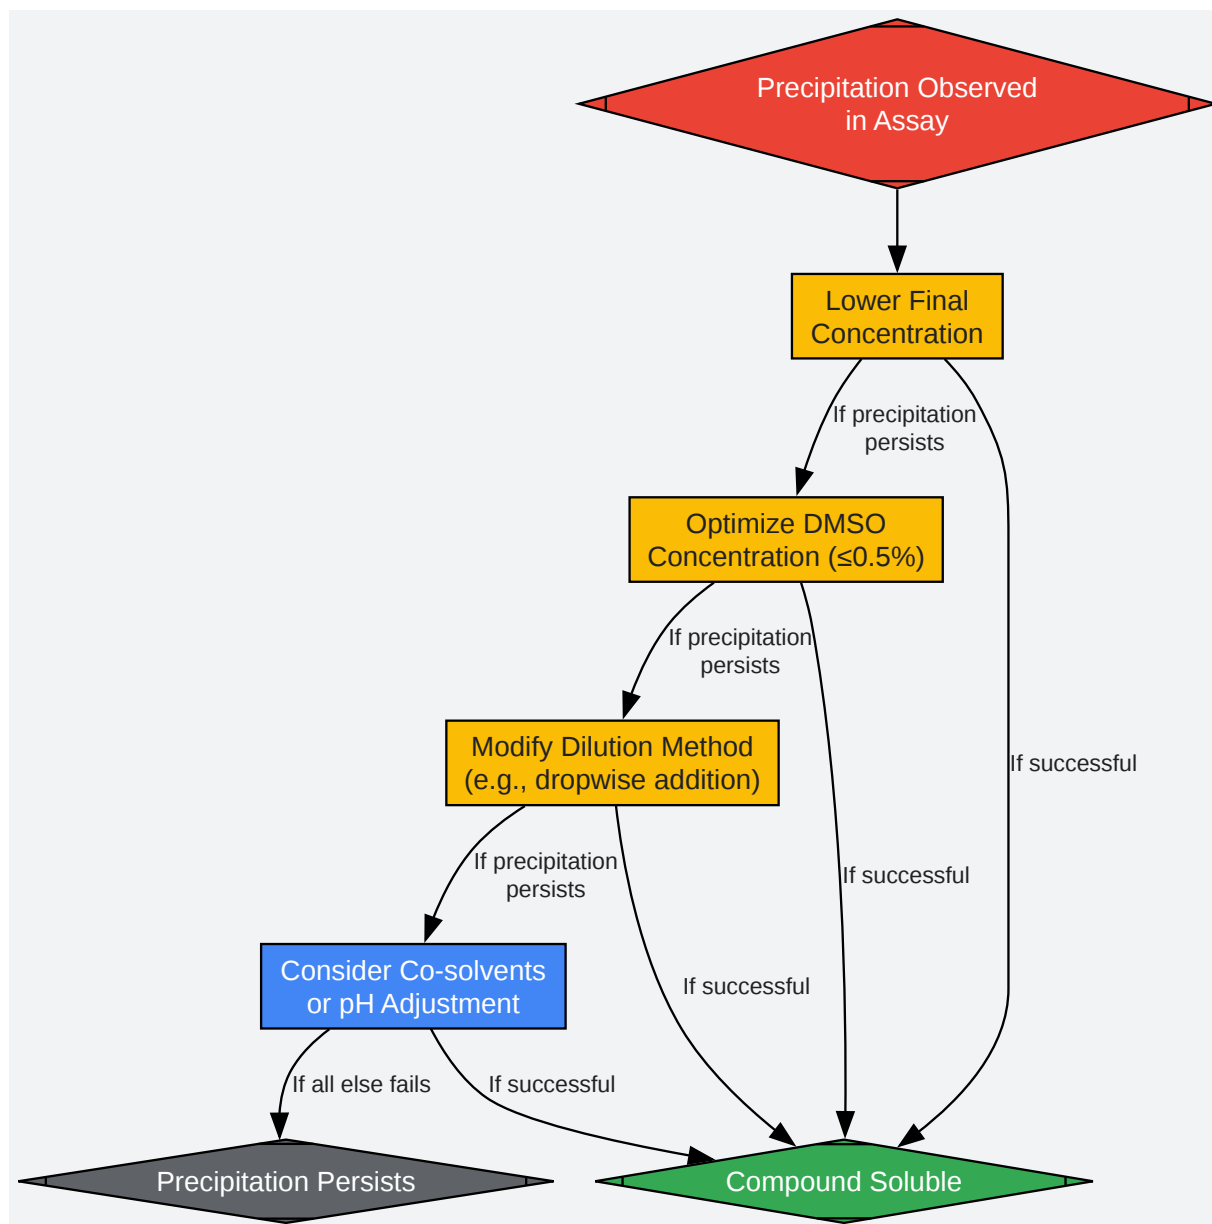 Precipitation Observed
in Assay
Lower Final
Concentration
If precipitation
persists
Optimize DMSO
Concentration (≤0.5%)
If precipitation
persists
Modify Dilution Method
(e.g., dropwise addition)
If successful
If precipitation
persists
If successful
Consider Co-solvents
or pH Adjustment
If successful
If all else fails
If successful
Precipitation Persists
Compound Soluble